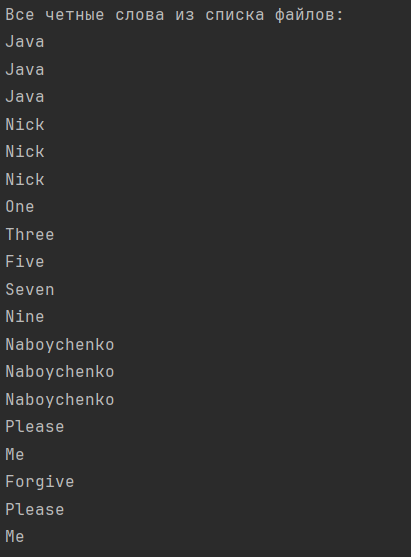 Все четные слова из списка файлов:
Java
Java
Java
Nick
Nick
Nick
One
Three
Five
Seven
Nine
Naboychenko
Naboychenko
Naboychenko
Please
Me
Forgive
Please
Me